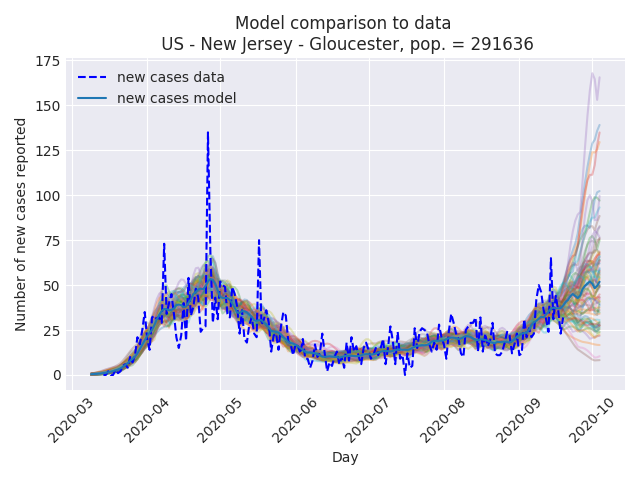 Model comparison to data
US - New Jersey - Gloucester, pop. = 291636
175
150
125
100
75
50
25
0
Number of new cases reported
new cases data
new cases model
2020-03
2020-04
2020-05
2020-06
2020-07
2020-08
2020-09
2020-10
Day